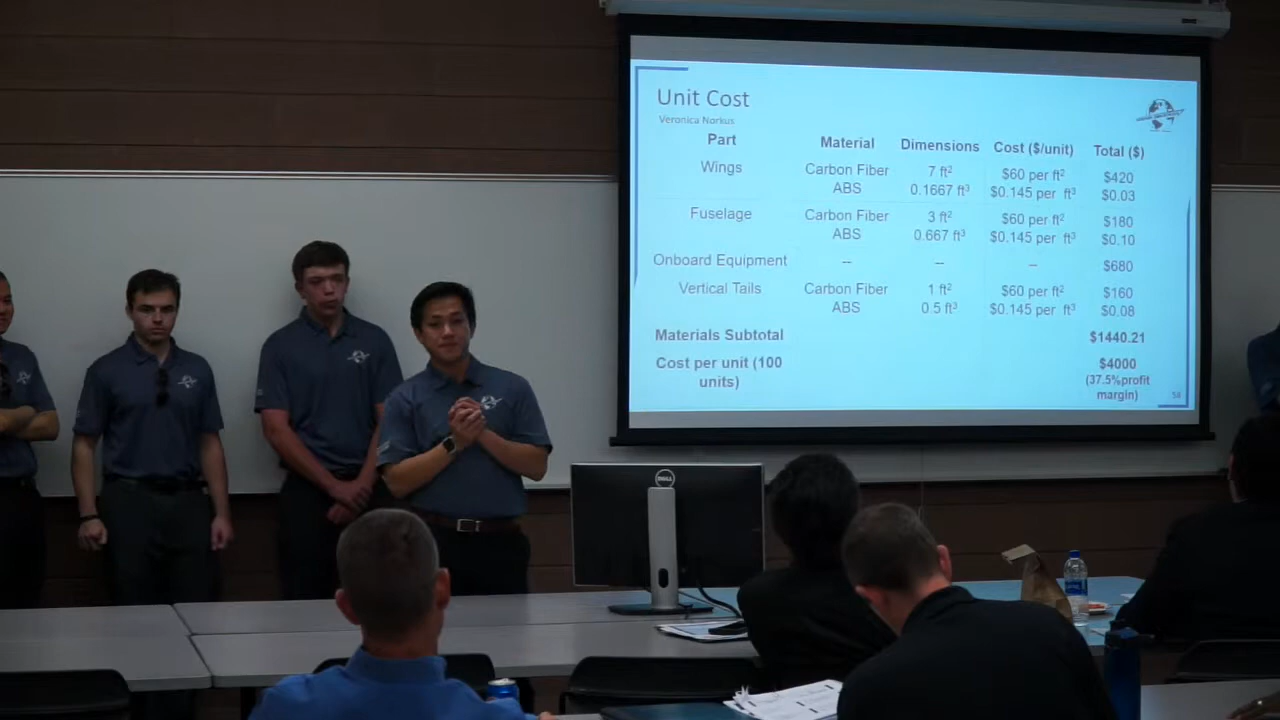 Unit Cost
Veronica Norkus
Part Material Dimensions Cost ($/unit) Total ($)
Wings Carbon Fiber 7 ft² $60 per ft² $420
ABS 0.1667 ft³ $0.145 per ft³ $0.03
Fuselage Carbon Fiber 3 ft² $60 per ft² $180
ABS 0.667 ft³ $0.145 per ft³ $0.10
Onboard Equipment -- -- -- $680
Vertical Tails Carbon Fiber 1 ft² $60 per ft² $160
ABS 0.5 ft³ $0.145 per ft³ $0.08
Materials Subtotal $1440.21
Cost per unit (100 $4000
units) (37.5%profit
margin)
DELL